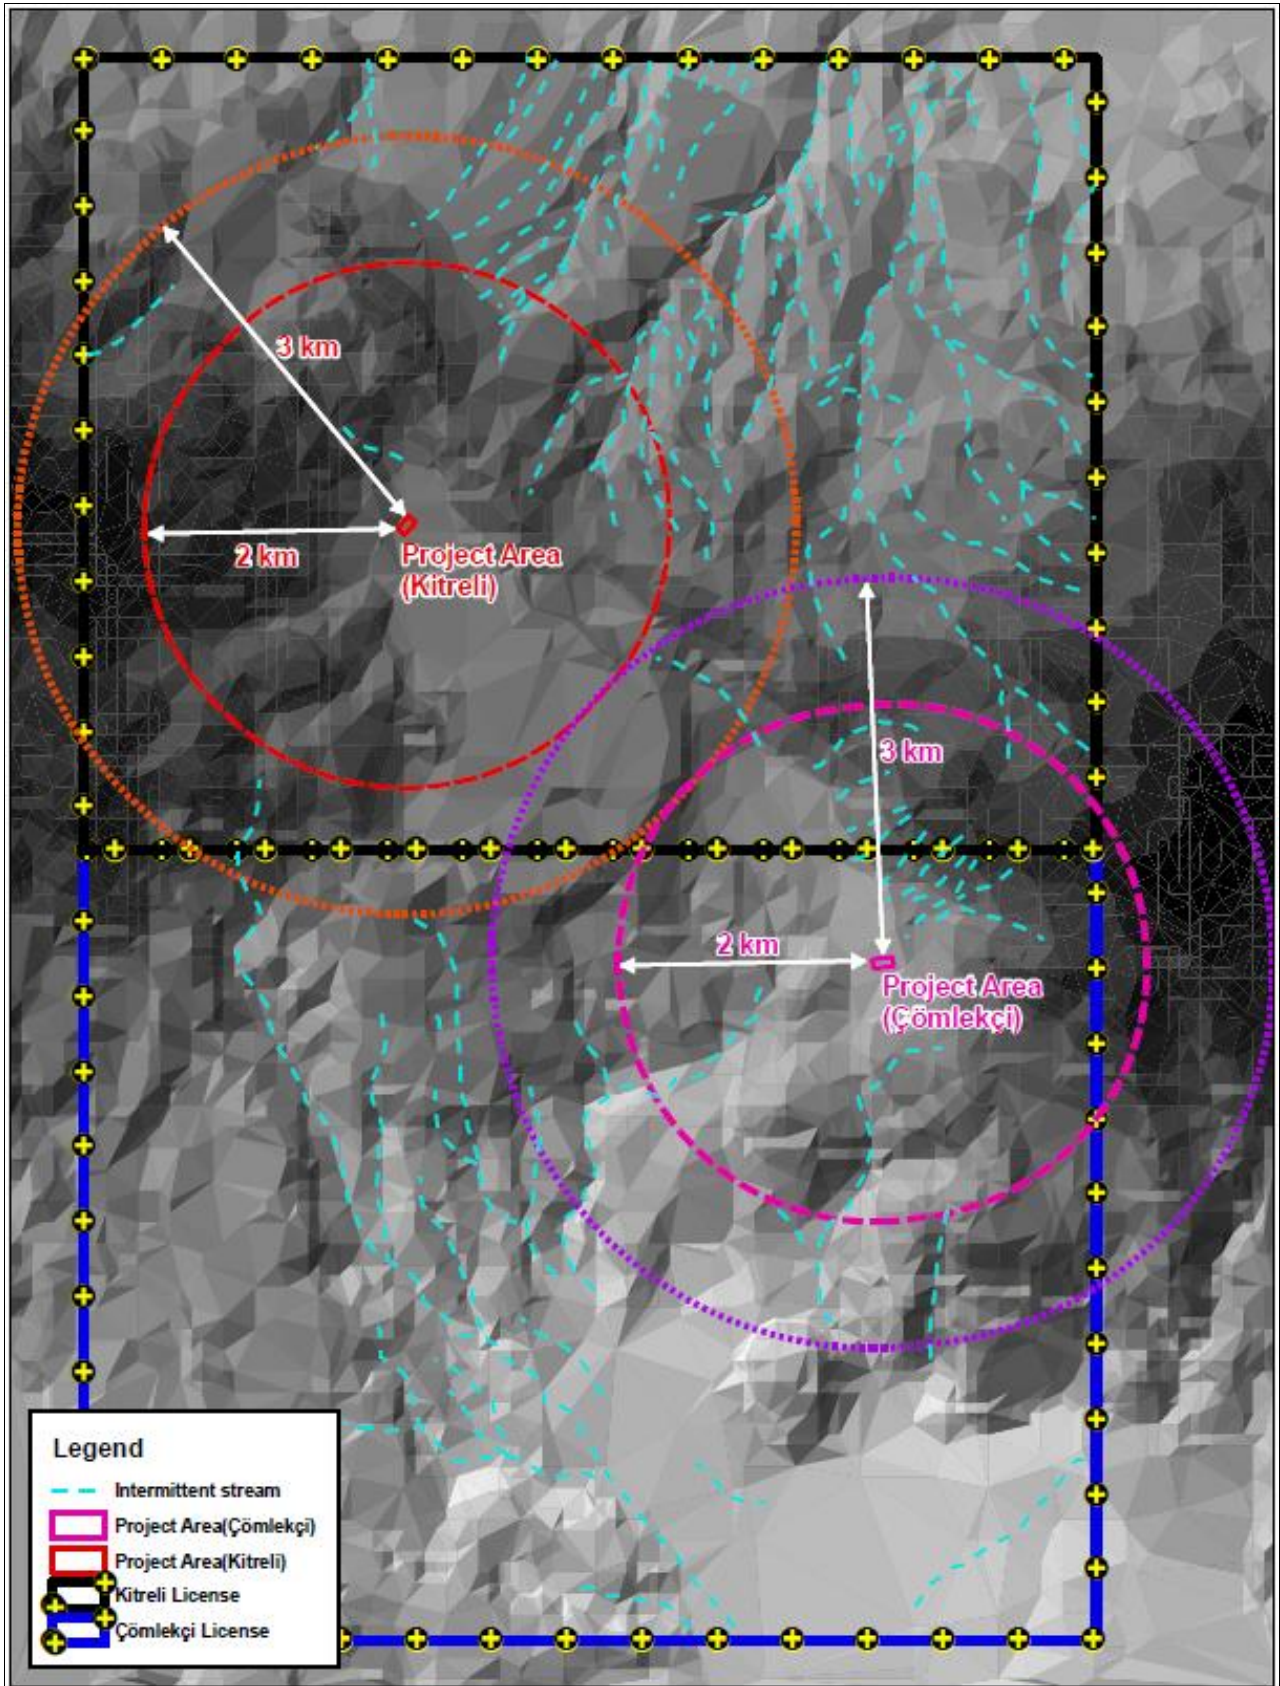 3 km
2 km
Project Area
(Kitreli)
3 km
2 km
Project Area
(Çömlekçi)
Legend
Intermittent stream
Project Area(Çömlekçi)
Project Area(Kitreli)
Kitreli License
Çömlekçi License